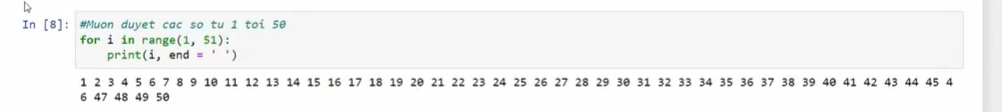 In [8]: #Muon duyet cac so tu 1 toi 50
for i in range(1, 51):
    print(i, end = ' ')
1 2 3 4 5 6 7 8 9 10 11 12 13 14 15 16 17 18 19 20 21 22 23 24 25 26 27 28 29 30 31 32 33 34 35 36 37 38 39 40 41 42 43 44 45 4
6 47 48 49 50